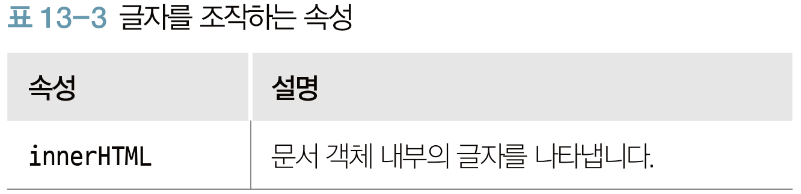 표 13-3 글자를 조작하는 속성
속성 설명
innerHTML 문서 객체 내부의 글자를 나타냅니다.